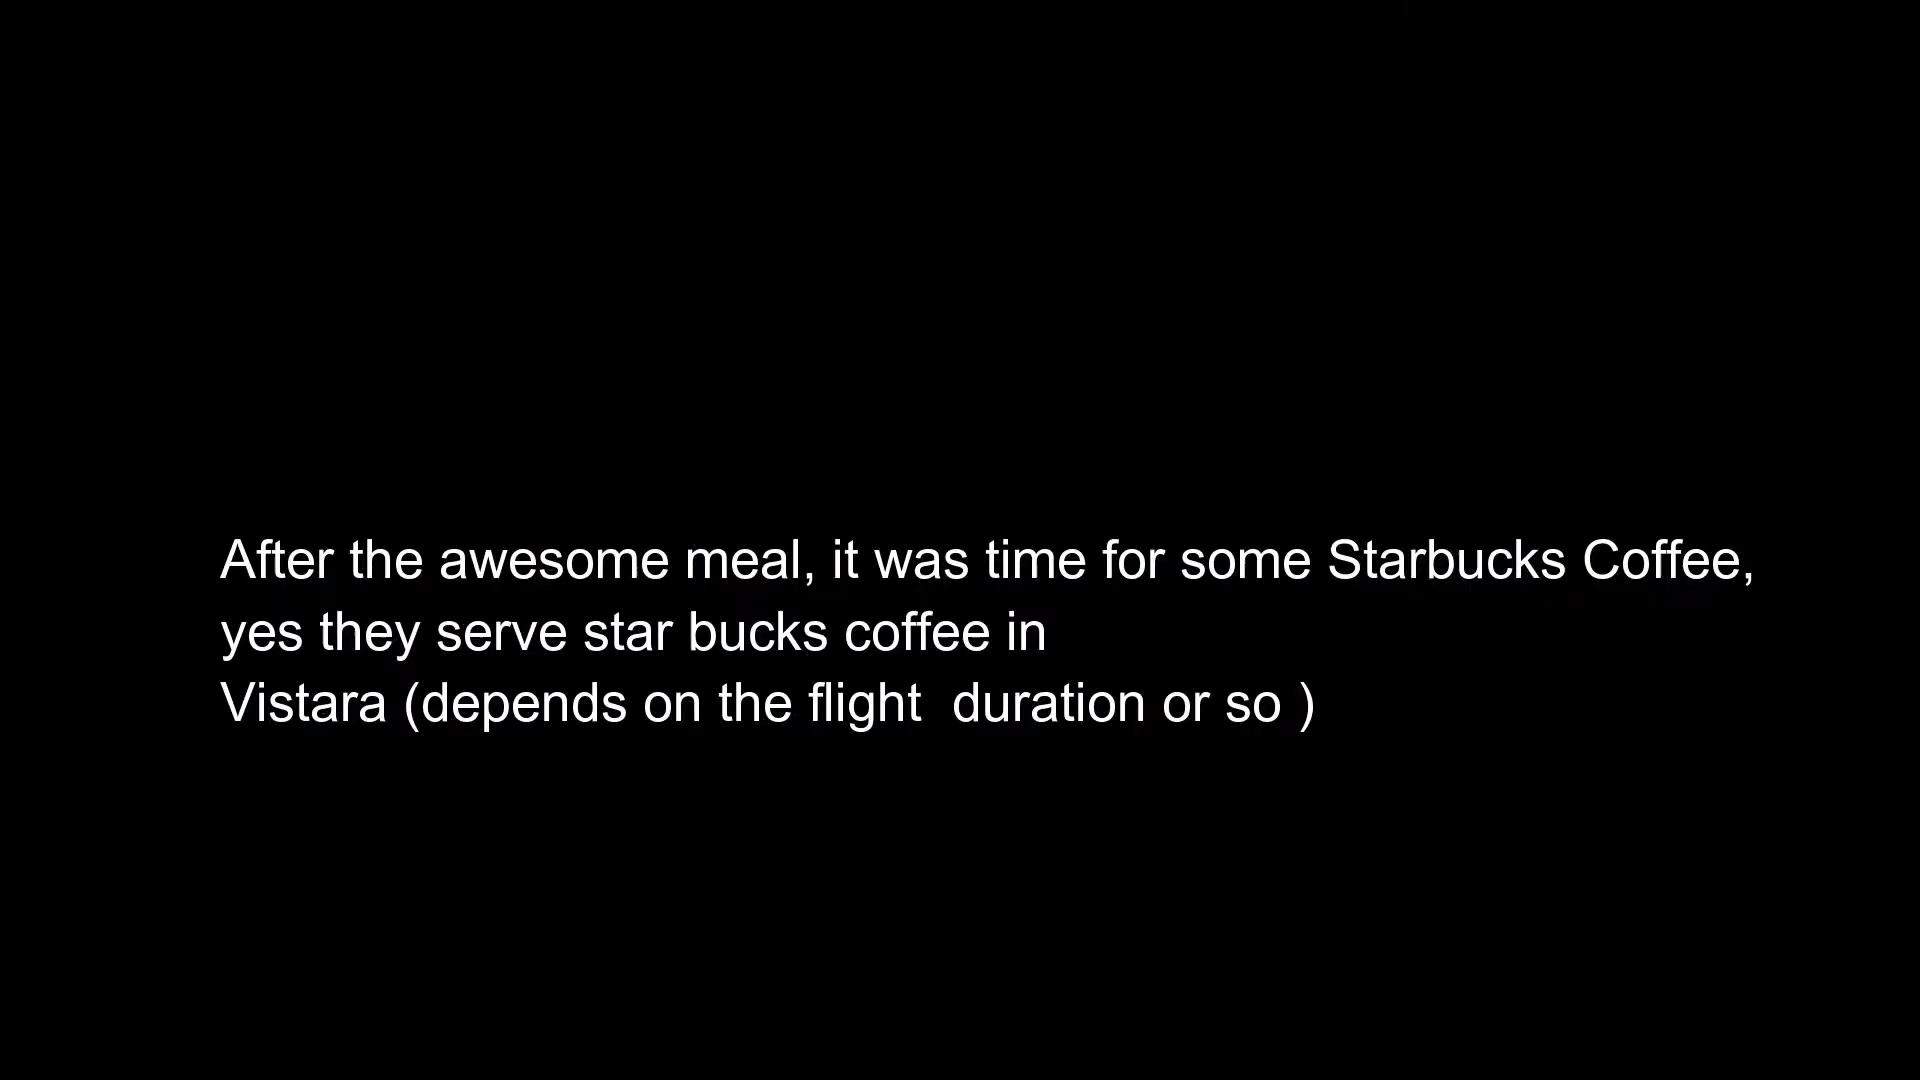 After the awesome meal, it was time for some Starbucks Coffee,
yes they serve star bucks coffee in
Vistara (depends on the flight  duration or so )